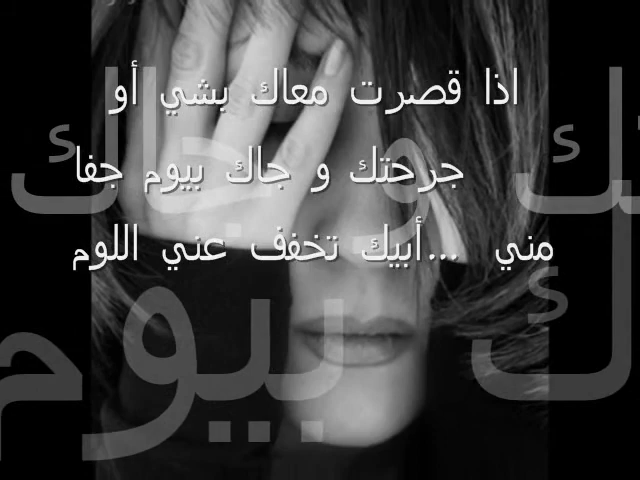 اذا قصرت معاك بشي أو
جرحتك و جاك بيوم جفا
مني ...أبيك تخفف عني اللوم